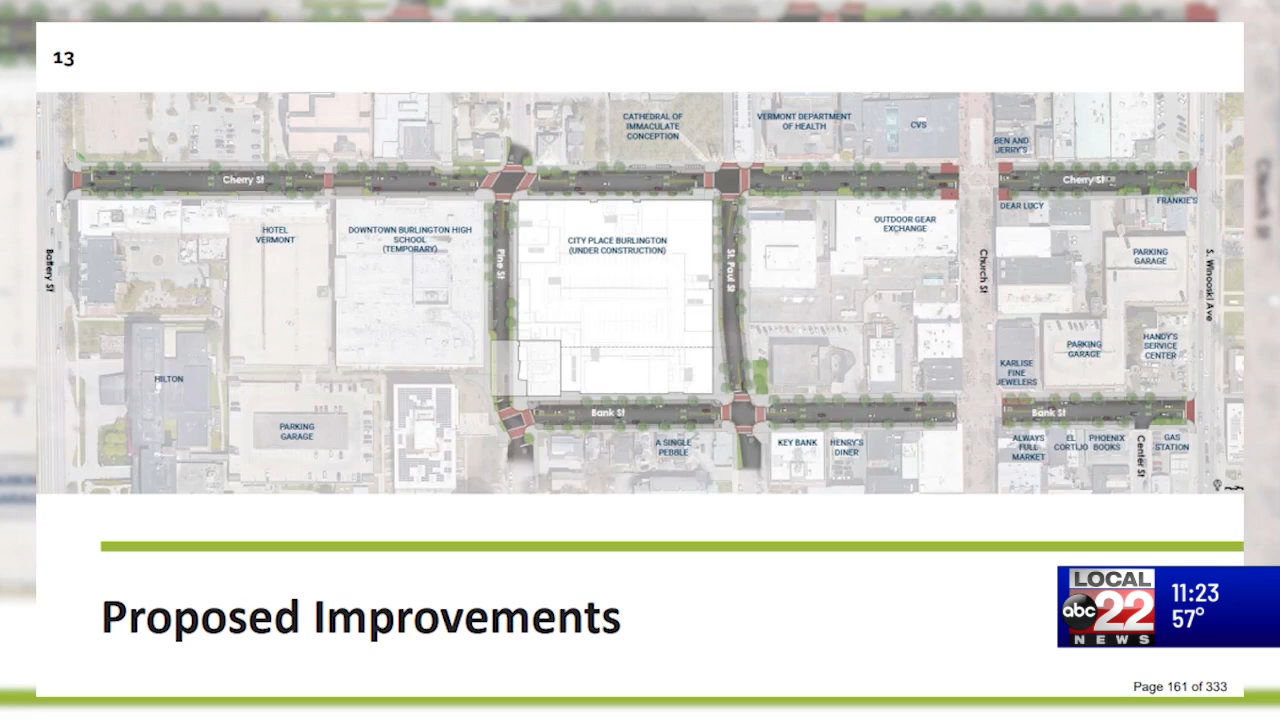 13
CATHEDRAL OF
IMMACULATE
CONCEPTION
VERMONT DEPARTMENT
OF HEALTH
CVS
BEN AND
JERRY'S
Cherry St
Cherry St
DEAR LUCY
FRANKIE'S
HOTEL
VERMONT
DOWNTOWN BURLINGTON HIGH
SCHOOL
(TEMPORARY)
CITY PLACE BURLINGTON
(UNDER CONSTRUCTION)
OUTDOOR GEAR
EXCHANGE
PARKING
GARAGE
Battery St
Pine St
St. Paul St
Church St
S. Winooski Ave
HILTON
KARLISE
FINE
JEWELERS
PARKING
GARAGE
HANDY'S
SERVICE
CENTER
Bank St
Bank St
PARKING
GARAGE
A SINGLE
PEBBLE
KEY BANK
HENRY'S
DINER
ALWAYS
FULL
MARKET
EL
CORTIJO
PHOENIX
BOOKS
Center St
GAS
STATION
Proposed Improvements
LOCAL
abc 22
NEWS
11:23
57°
Page 161 of 333